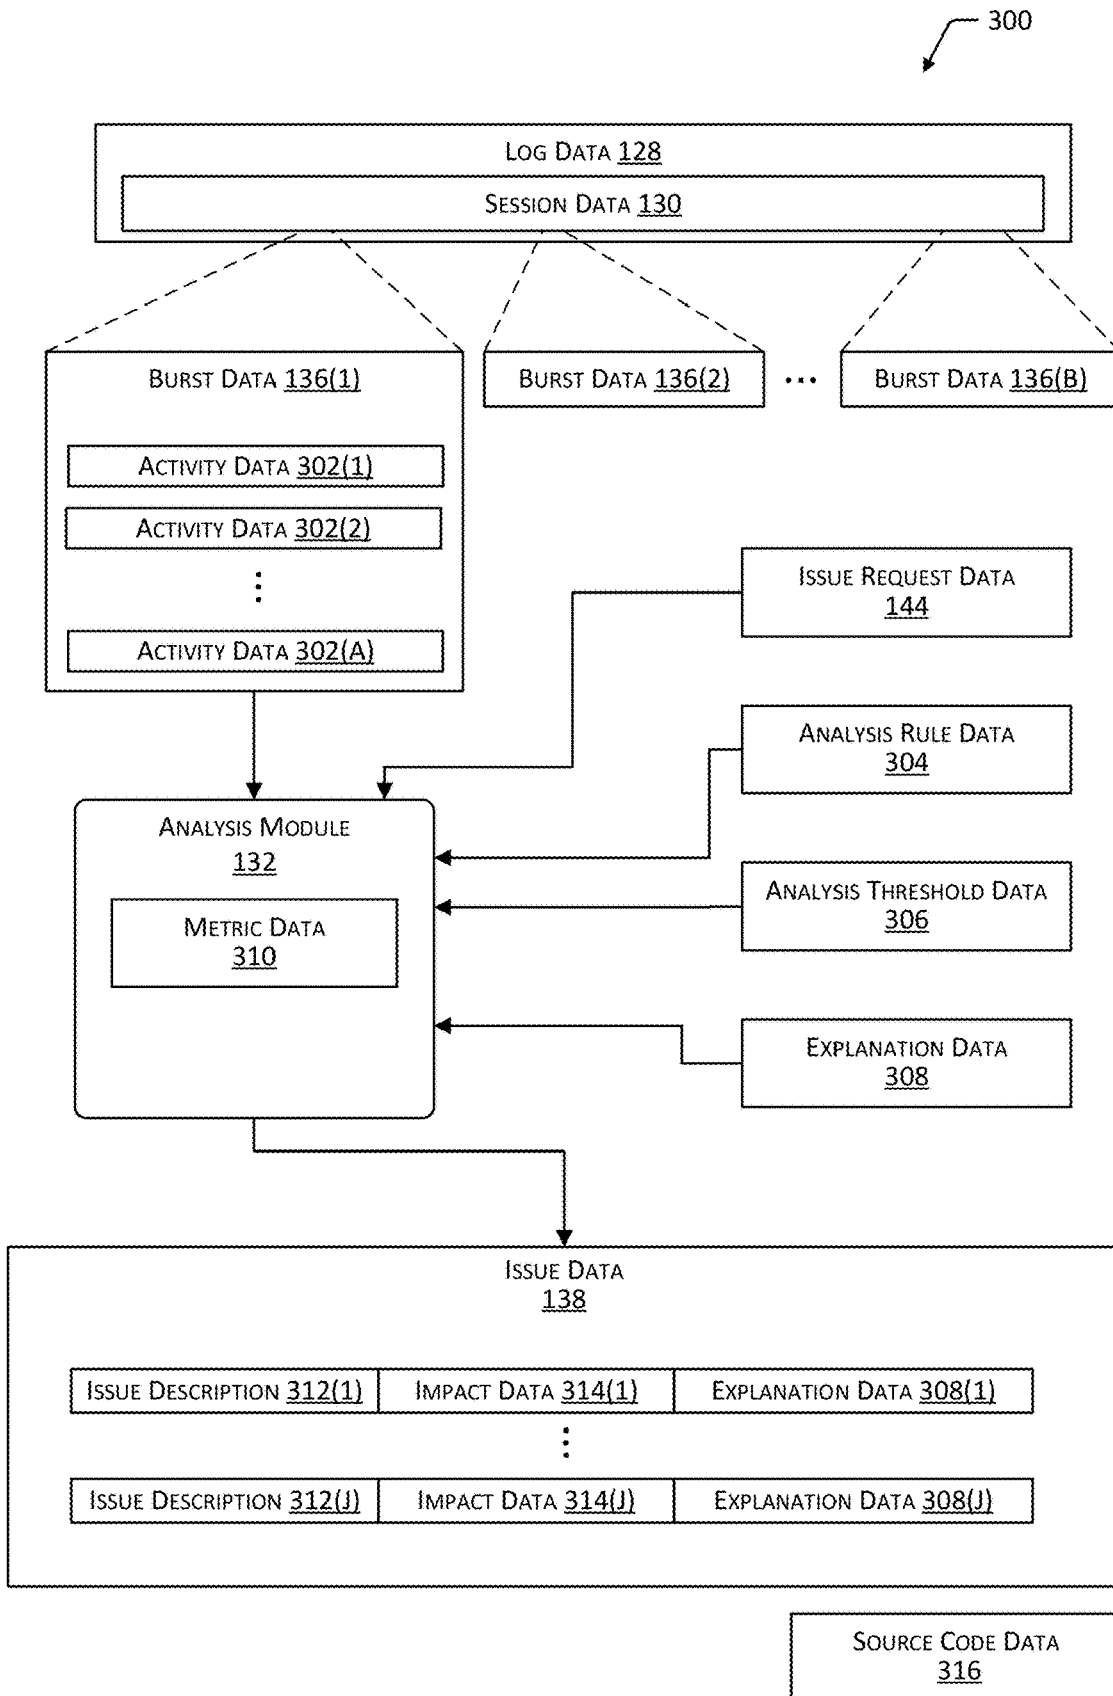 300
LOG DATA 128
SESSION DATA 130
BURST DATA 136(1)
BURST DATA 136(2)
...
BURST DATA 136(B)
ACTIVITY DATA 302(1)
ACTIVITY DATA 302(2)
...
ACTIVITY DATA 302(A)
ISSUE REQUEST DATA
144
ANALYSIS RULE DATA
304
ANALYSIS MODULE
132
METRIC DATA
310
ANALYSIS THRESHOLD DATA
306
EXPLANATION DATA
308
ISSUE DATA
138
ISSUE DESCRIPTION 312(1) IMPACT DATA 314(1) EXPLANATION DATA 308(1)
...
ISSUE DESCRIPTION 312(J) IMPACT DATA 314(J) EXPLANATION DATA 308(J)
SOURCE CODE DATA
316